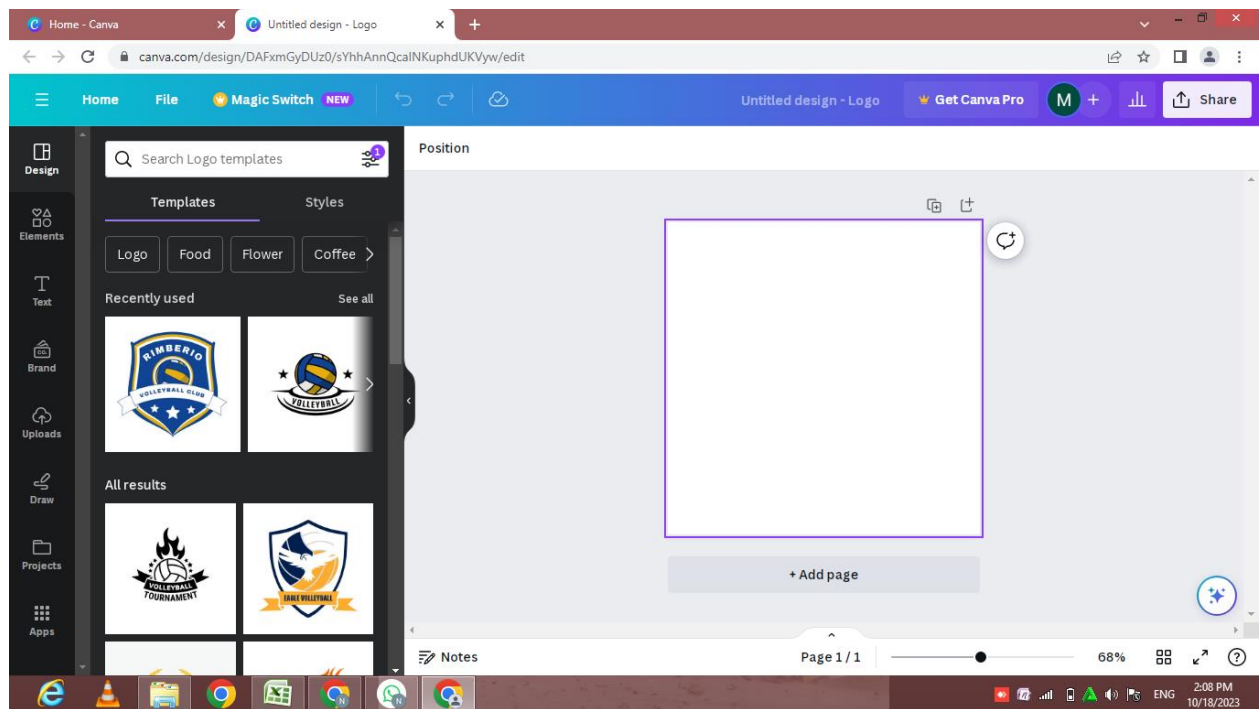 Home - Canva
Untitled design - Logo
canva.com/design/DAFxmGyDUz0/sYhhAnnQcaINKuphdUKVyw/edit
Home File Magic Switch NEW Untitled design - Logo Get Canva Pro M + Share
Design
Elements
Text
CO.
Brand
Uploads
Draw
Projects
Apps
Search Logo templates 1
Templates Styles
Logo Food Flower Coffee
Recently used See all
RIMBERIO
VOLLEYBALL CLUB
VOLLEYBALL
All results
VOLLEYBALL
TOURNAMENT
EAGLE VOLLEYBALL
Position
+ Add page
Notes Page 1 / 1 68%
N N
ENG 2:08 PM
10/18/2023